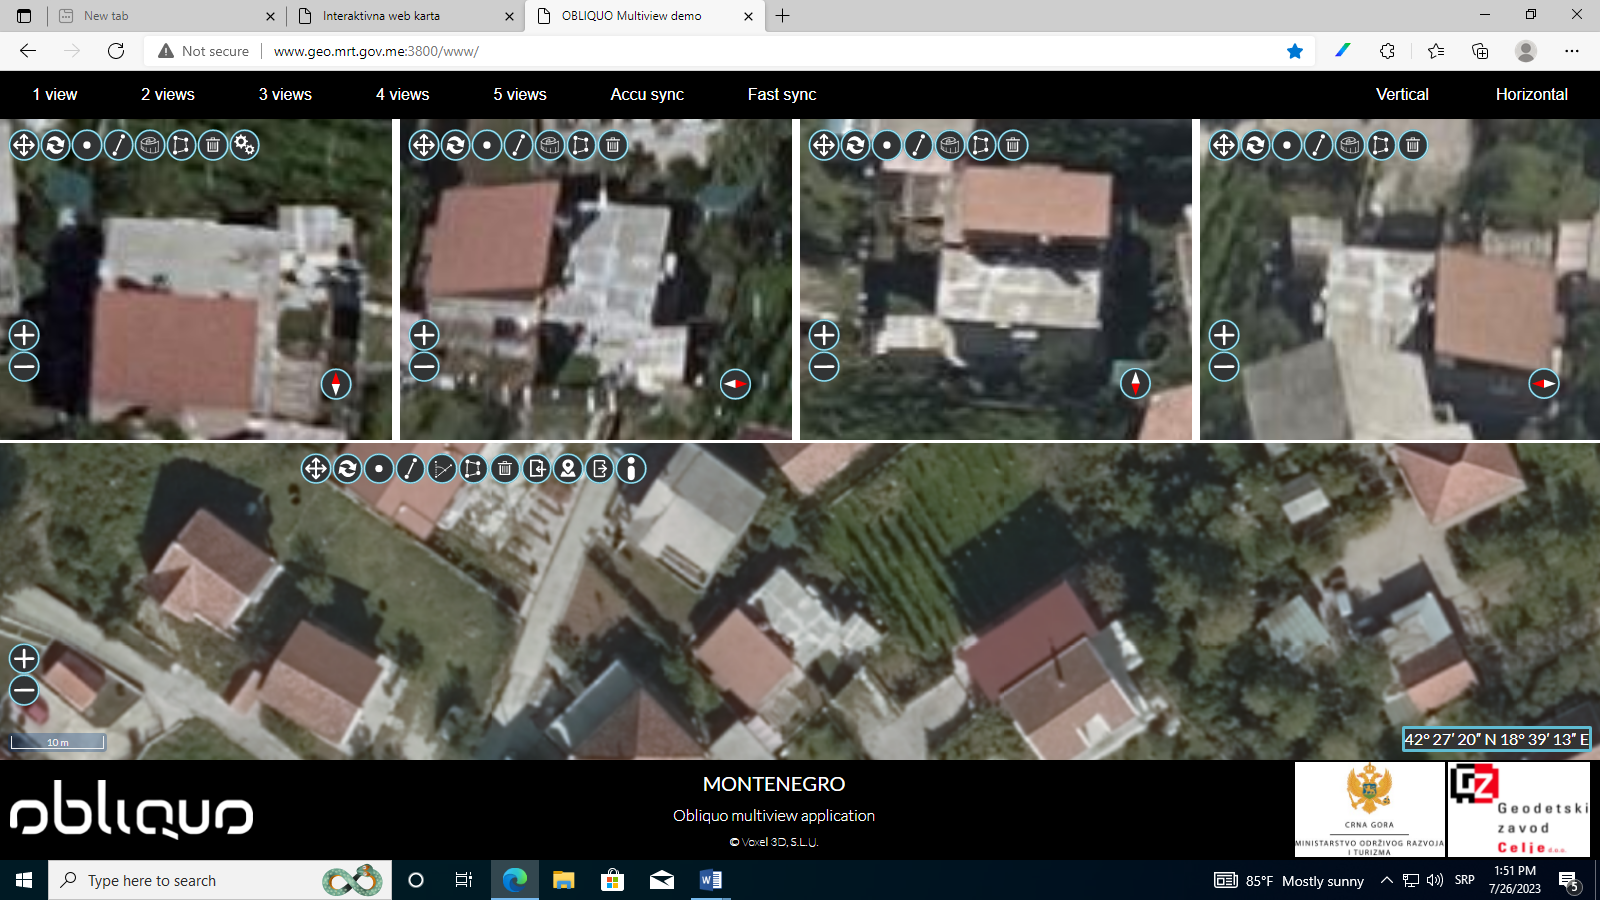 New tab
Interaktivna web karta
OBLIQUO Multiview demo
Not secure
www.geo.mrt.gov.me:3800/www/
1 view
2 views
3 views
4 views
5 views
Accu sync
Fast sync
Vertical
Horizontal
10 m
42° 27′ 20″ N 18° 39′ 13″ E
obliquo
MONTENEGRO
Obliquo multiview application
© Voxel 3D, S.L.U.
CRNA GORA
MINISTARSTVO ODRŽIVOG RAZVOJA
I TURIZMA
GZ
Geodetski
zavod
Celje d.o.o.
Type here to search
85°F Mostly sunny
SRP
1:51 PM
7/26/2023
5